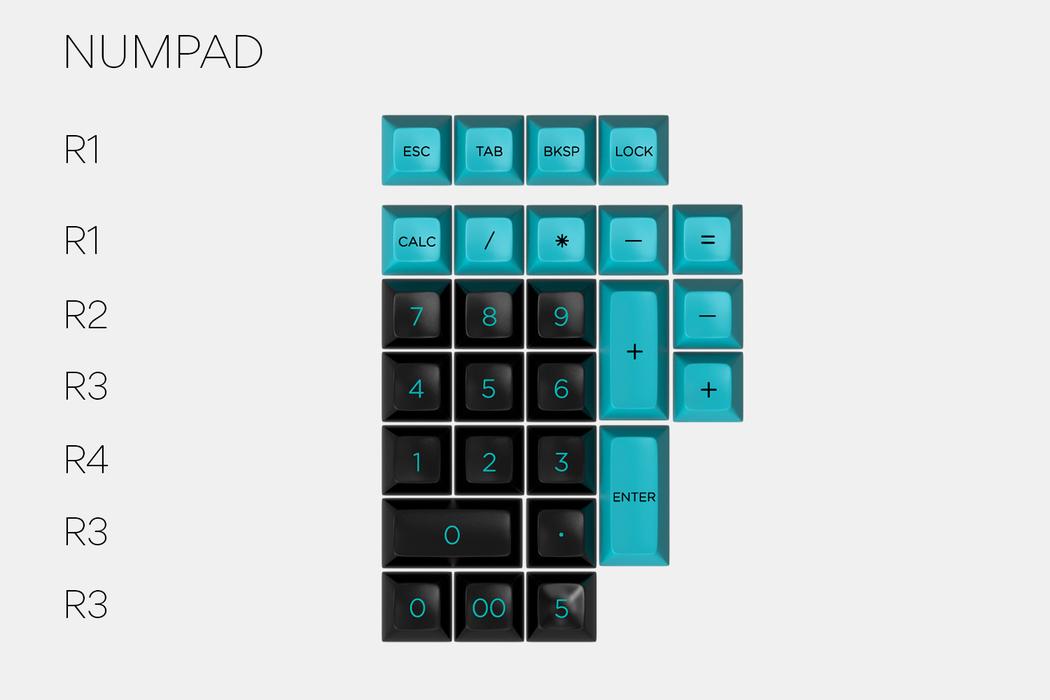 NUMPAD
R1 ESC TAB BKSP LOCK
R1 CALC / * − =
R2 7 8 9 + −
R3 4 5 6 +
R4 1 2 3 ENTER
R3 0 .
R3 0 00 5